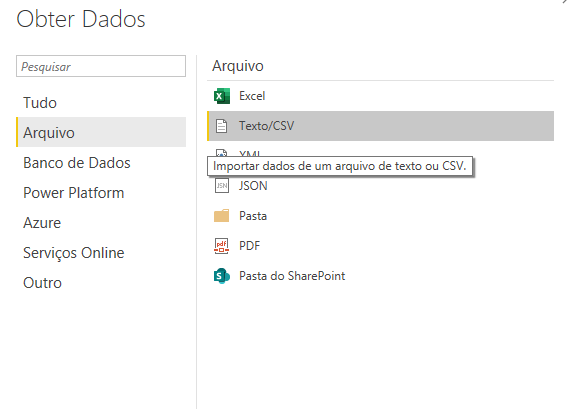 Obter Dados
Pesquisar
Tudo
Arquivo
Banco de Dados
Power Platform
Azure
Serviços Online
Outro
Arquivo
Excel
Texto/CSV
XML
Importar dados de um arquivo de texto ou CSV.
JSON
Pasta
PDF
Pasta do SharePoint